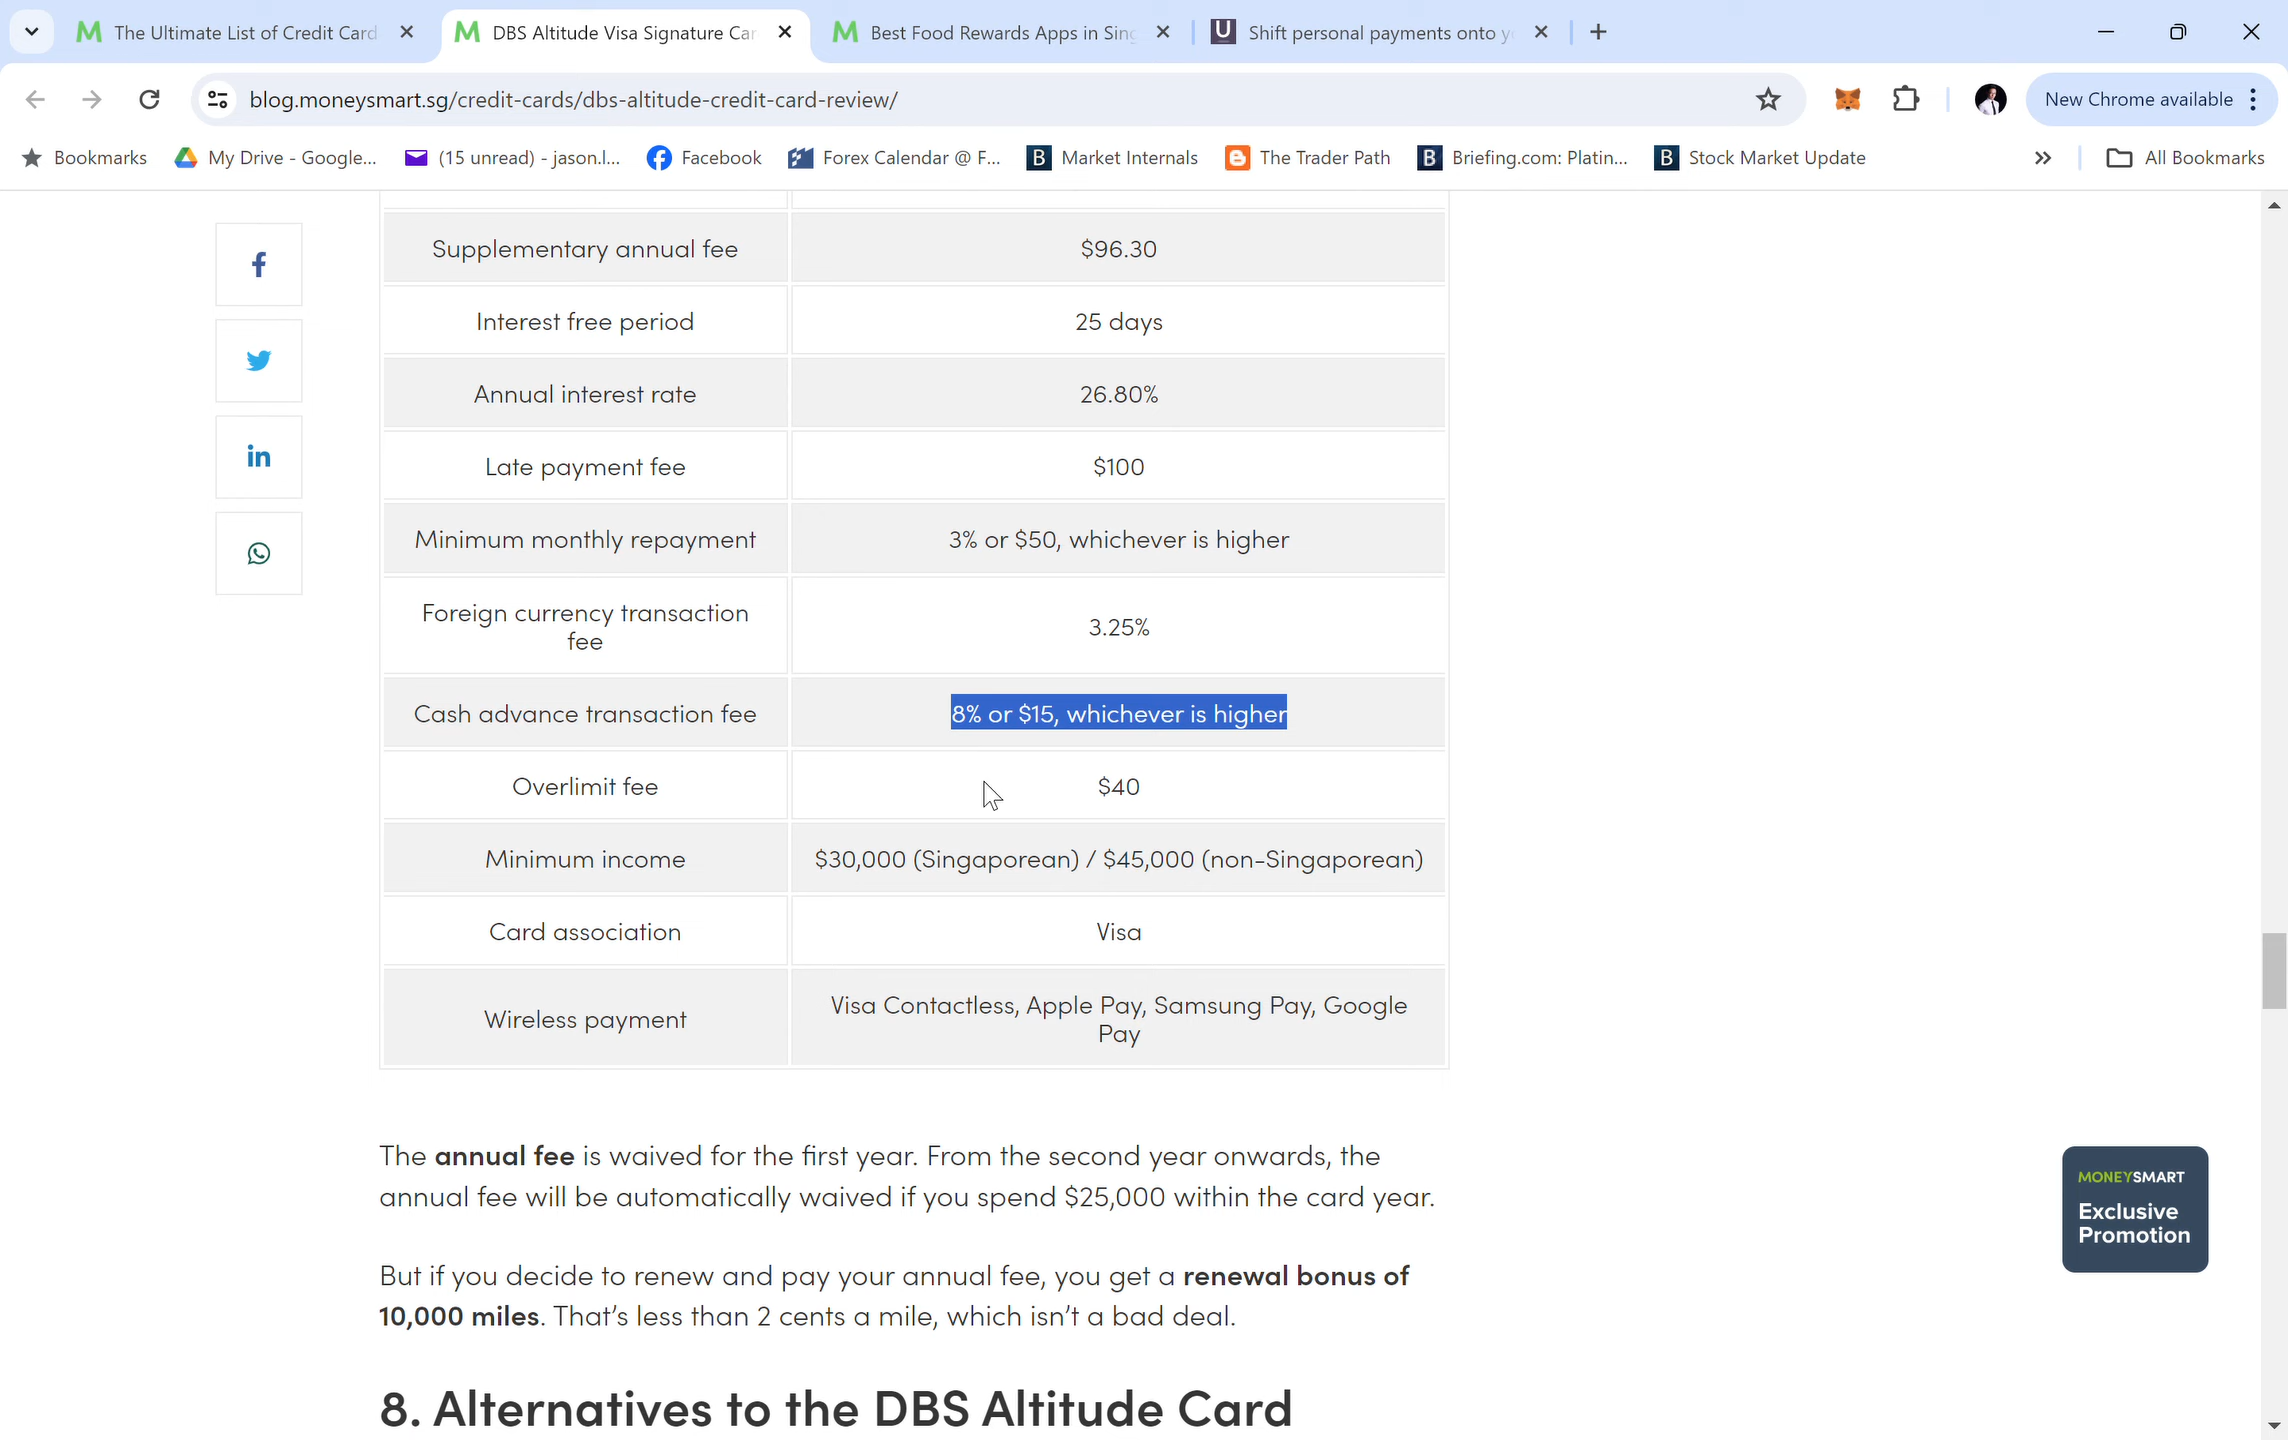 The Ultimate List of Credit Card
DBS Altitude Visa Signature Car
Best Food Rewards Apps in Sing
U
Shift personal payments onto y
blog.moneysmart.sg/credit-cards/dbs-altitude-credit-card-review/
New Chrome available
Bookmarks
My Drive - Google...
(15 unread) - jason.l...
Facebook
Forex Calendar @ F...
B
Market Internals
The Trader Path
B
Briefing.com: Platin...
B
Stock Market Update
All Bookmarks
Supplementary annual fee
$96.30
Interest free period
25 days
Annual interest rate
26.80%
Late payment fee
$100
Minimum monthly repayment
3% or $50, whichever is higher
Foreign currency transaction
fee
3.25%
Cash advance transaction fee
8% or $15, whichever is higher
Overlimit fee
$40
Minimum income
$30,000 (Singaporean) / $45,000 (non-Singaporean)
Card association
Visa
Wireless payment
Visa Contactless, Apple Pay, Samsung Pay, Google
Pay
The annual fee is waived for the first year. From the second year onwards, the
annual fee will be automatically waived if you spend $25,000 within the card year.
But if you decide to renew and pay your annual fee, you get a renewal bonus of
10,000 miles. That's less than 2 cents a mile, which isn't a bad deal.
MONEYSMART
Exclusive
Promotion
8. Alternatives to the DBS Altitude Card